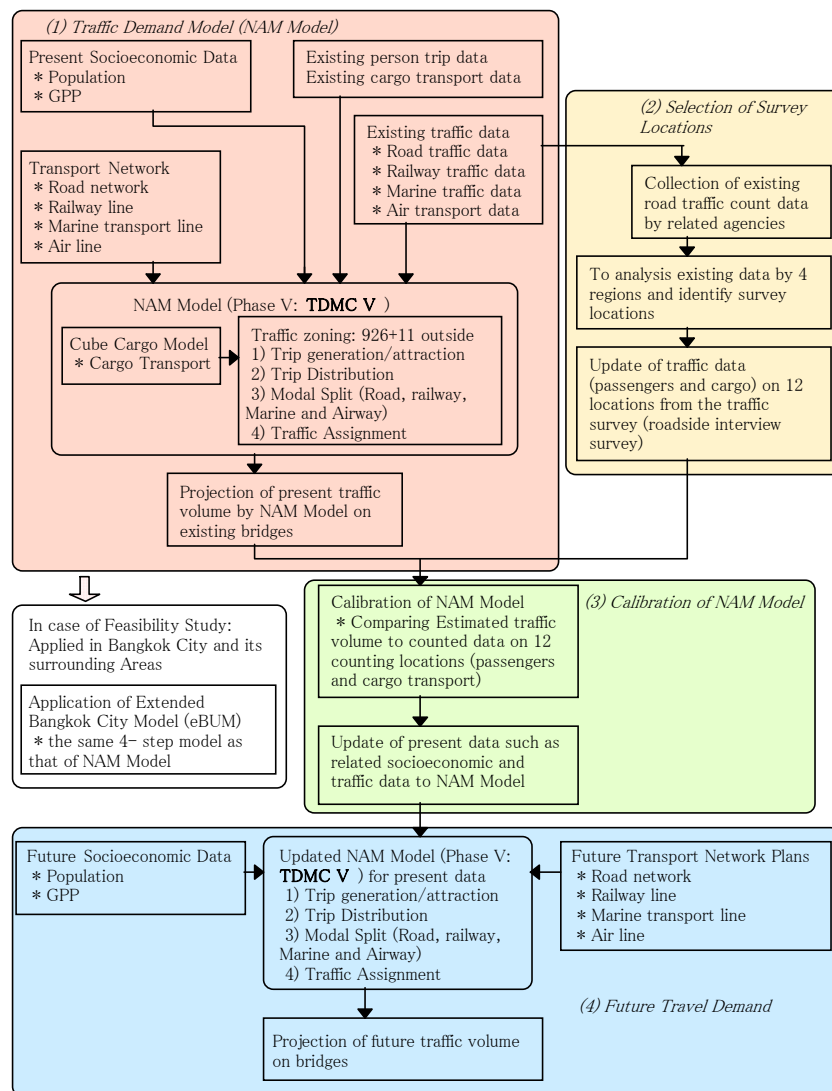 (1) Traffic Demand Model (NAM Model)
Present Socioeconomic Data
* Population
* GPP
Existing person trip data
Existing cargo transport data
Transport Network
* Road network
* Railway line
* Marine transport line
* Air line
Existing traffic data
* Road traffic data
* Railway traffic data
* Marine traffic data
* Air transport data
NAM Model (Phase V: TDMC V )
Cube Cargo Model
* Cargo Transport
Traffic zoning: 926+11 outside
1) Trip generation/attraction
2) Trip Distribution
3) Modal Split (Road, railway,
Marine and Airway)
4) Traffic Assignment
Projection of present traffic
volume by NAM Model on
existing bridges
(2) Selection of Survey
Locations
Collection of existing
road traffic count data
by related agencies
To analysis existing data by 4
regions and identify survey
locations
Update of traffic data
(passengers and cargo) on 12
locations from the traffic
survey (roadside interview
survey)
In case of Feasibility Study:
Applied in Bangkok City and its
surrounding Areas
Application of Extended
Bangkok City Model (eBUM)
* the same 4- step model as
that of NAM Model
(3) Calibration of NAM Model
Calibration of NAM Model
* Comparing Estimated traffic
volume to counted data on 12
counting locations (passengers
and cargo transport)
Update of present data such as
related socioeconomic and
traffic data to NAM Model
Future Socioeconomic Data
* Population
* GPP
Updated NAM Model (Phase V:
TDMC V ) for present data
1) Trip generation/attraction
2) Trip Distribution
3) Modal Split (Road, railway,
Marine and Airway)
4) Traffic Assignment
Future Transport Network Plans
* Road network
* Railway line
* Marine transport line
* Air line
(4) Future Travel Demand
Projection of future traffic volume
on bridges